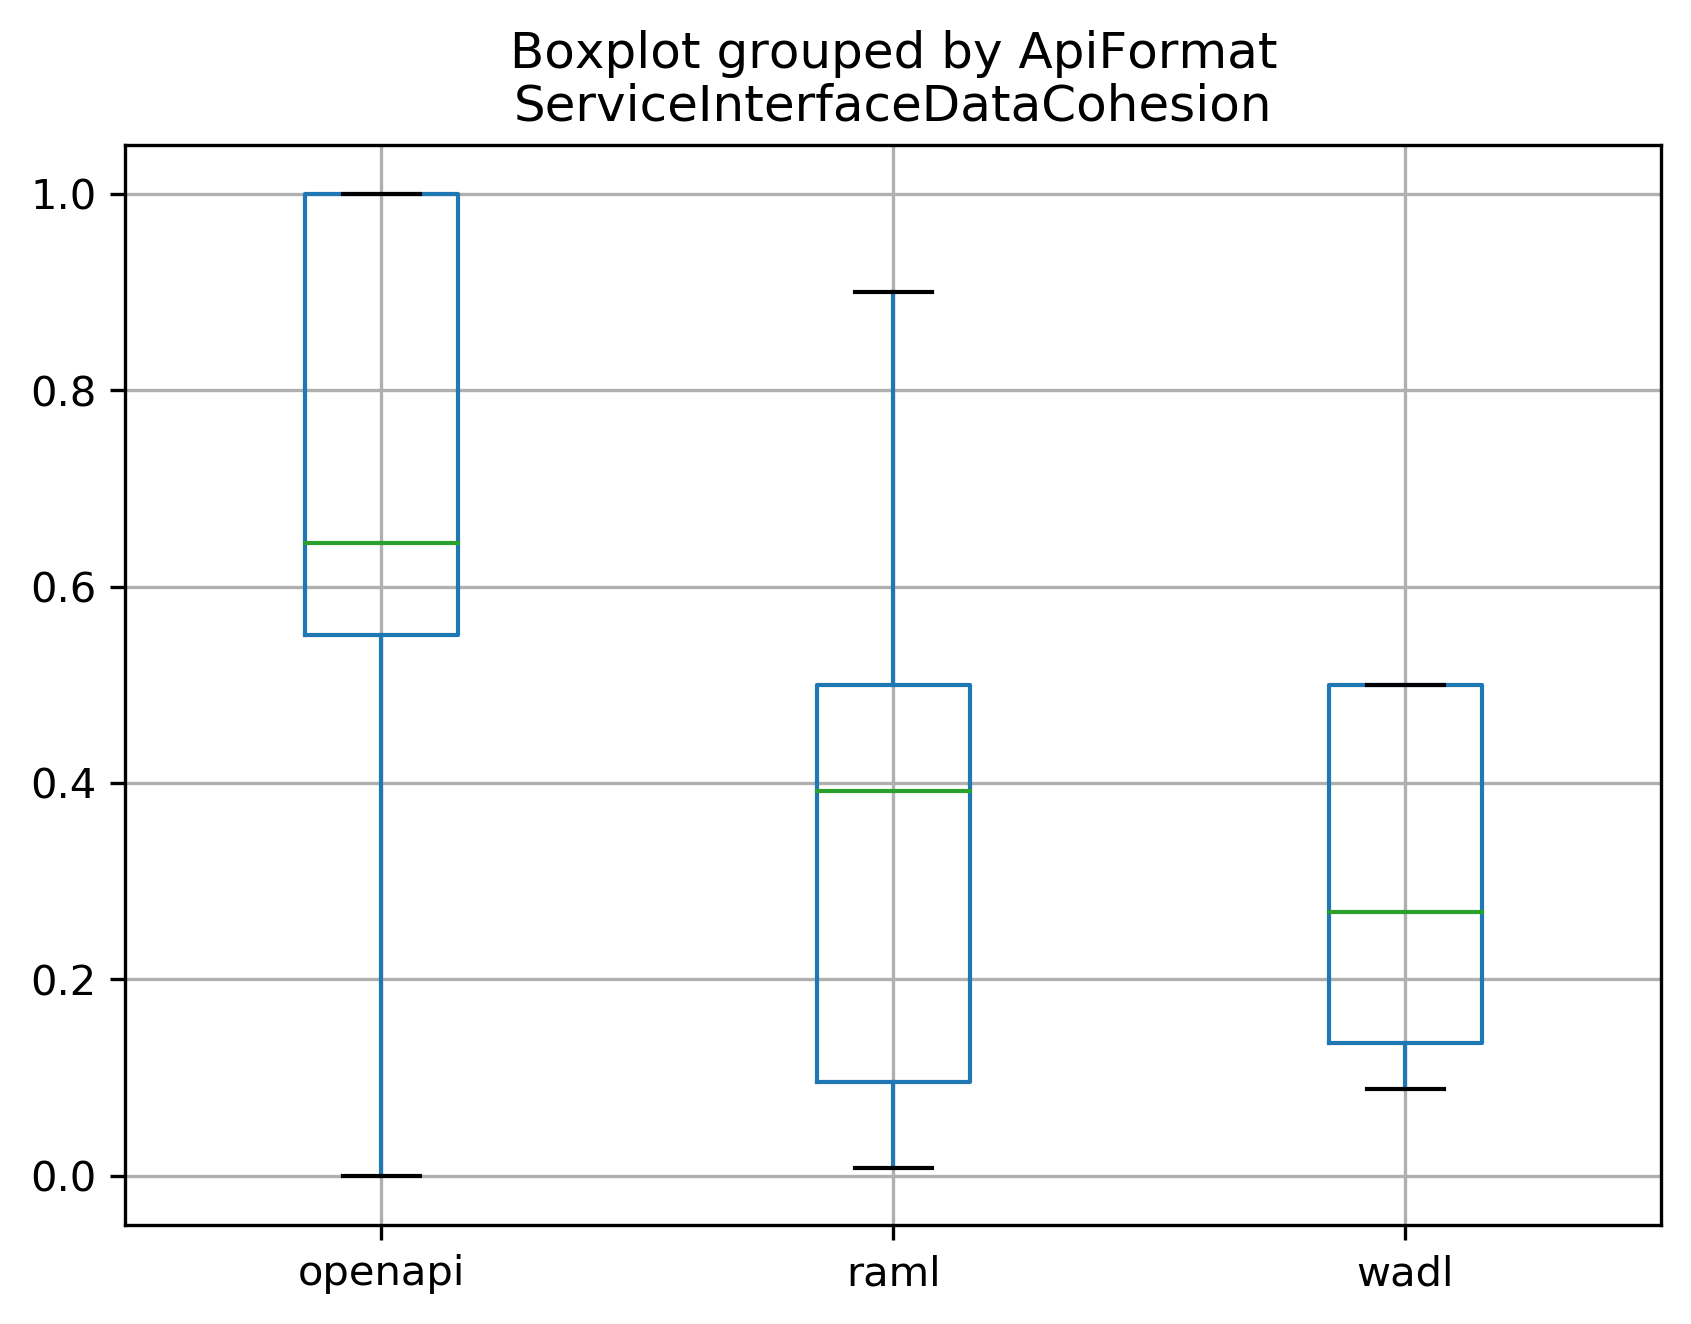 Boxplot grouped by ApiFormat
ServiceInterfaceDataCohesion
1.0
0.8
0.6
0.4
0.2
0.0
openapi raml wadl